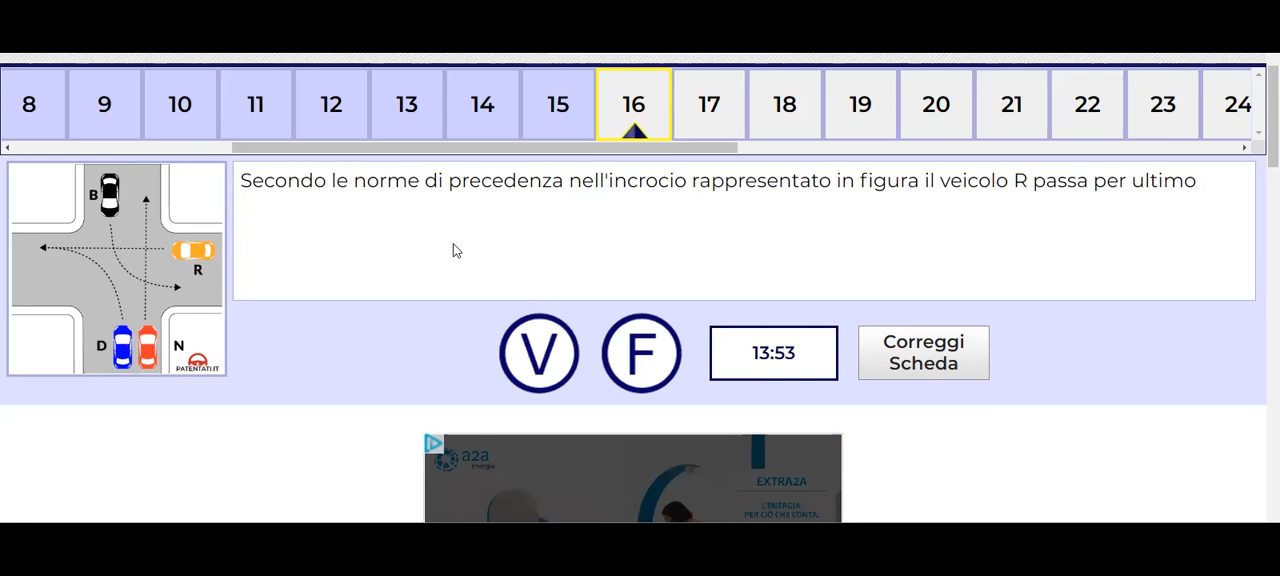 8 9 10 11 12 13 14 15 16 17 18 19 20 21 22 23 24
Secondo le norme di precedenza nell'incrocio rappresentato in figura il veicolo R passa per ultimo
B
R
D N
PATENTATI.IT
V F 13:53 Correggi
Scheda
a2a
energia
EXTRA2A
L'ENERGIA
PER CIÒ CHE CONTA.